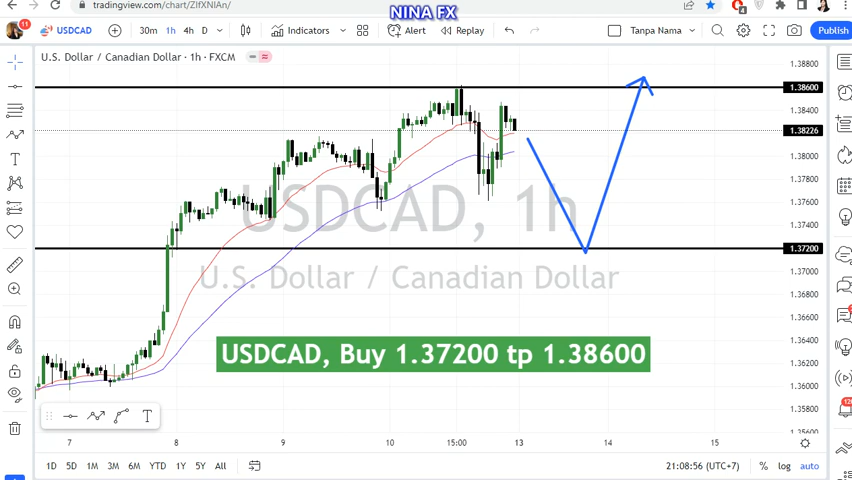 tradingview.com/chart/ZIfXNIAn/
NINA FX
4
11
USDCAD
30m 1h 4h D
Indicators
Alert
Replay
Tanpa Nama
Publish
U.S. Dollar / Canadian Dollar · 1h · FXCM
1.38800
1.38600
1.38400
1.38226
1.38000
1.37600
1.37400
1.37200
1.37000
1.36800
1.36600
1.36400
1.36200
1.36000
1.35800
1.35600
USDCAD, 1h
U.S. Dollar / Canadian Dollar
USDCAD, Buy 1.37200 tp 1.38600
T
7 8 9 10 15:00 13 14 15
1D 5D 1M 3M 6M YTD 1Y 5Y All
21:08:56 (UTC+7) % log auto